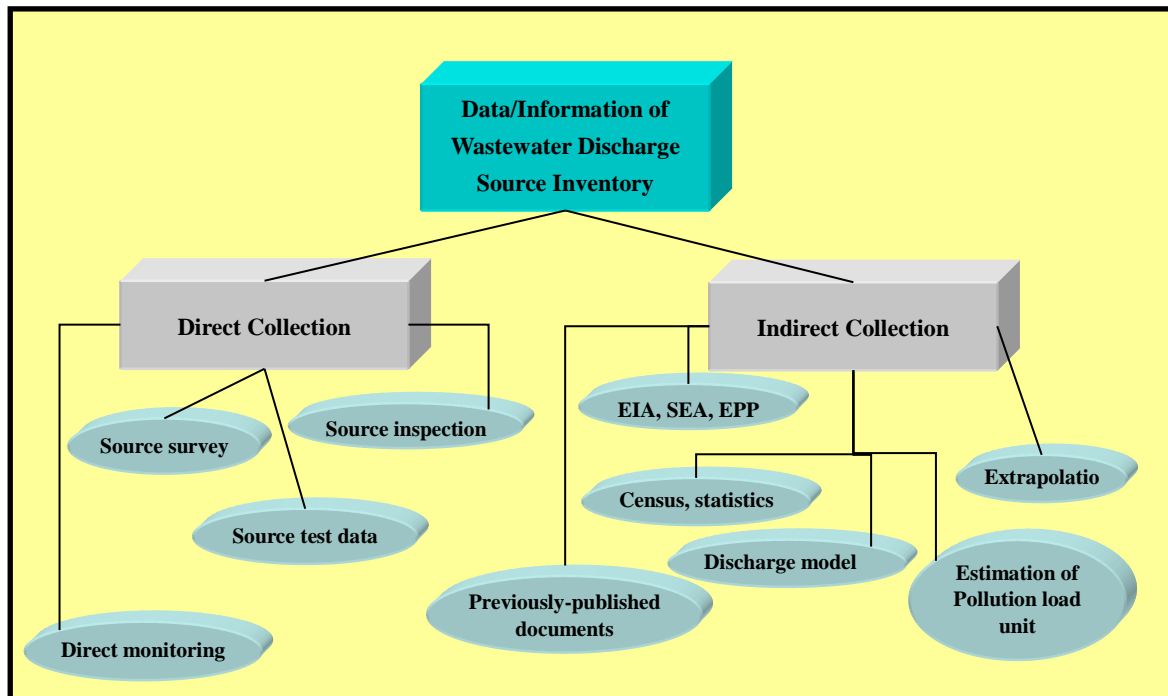 Data/Information of
Wastewater Discharge
Source Inventory
Direct Collection
Indirect Collection
Source survey
Source inspection
Source test data
Direct monitoring
EIA, SEA, EPP
Census, statistics
Extrapolatio
Discharge model
Previously-published
documents
Estimation of
Pollution load
unit